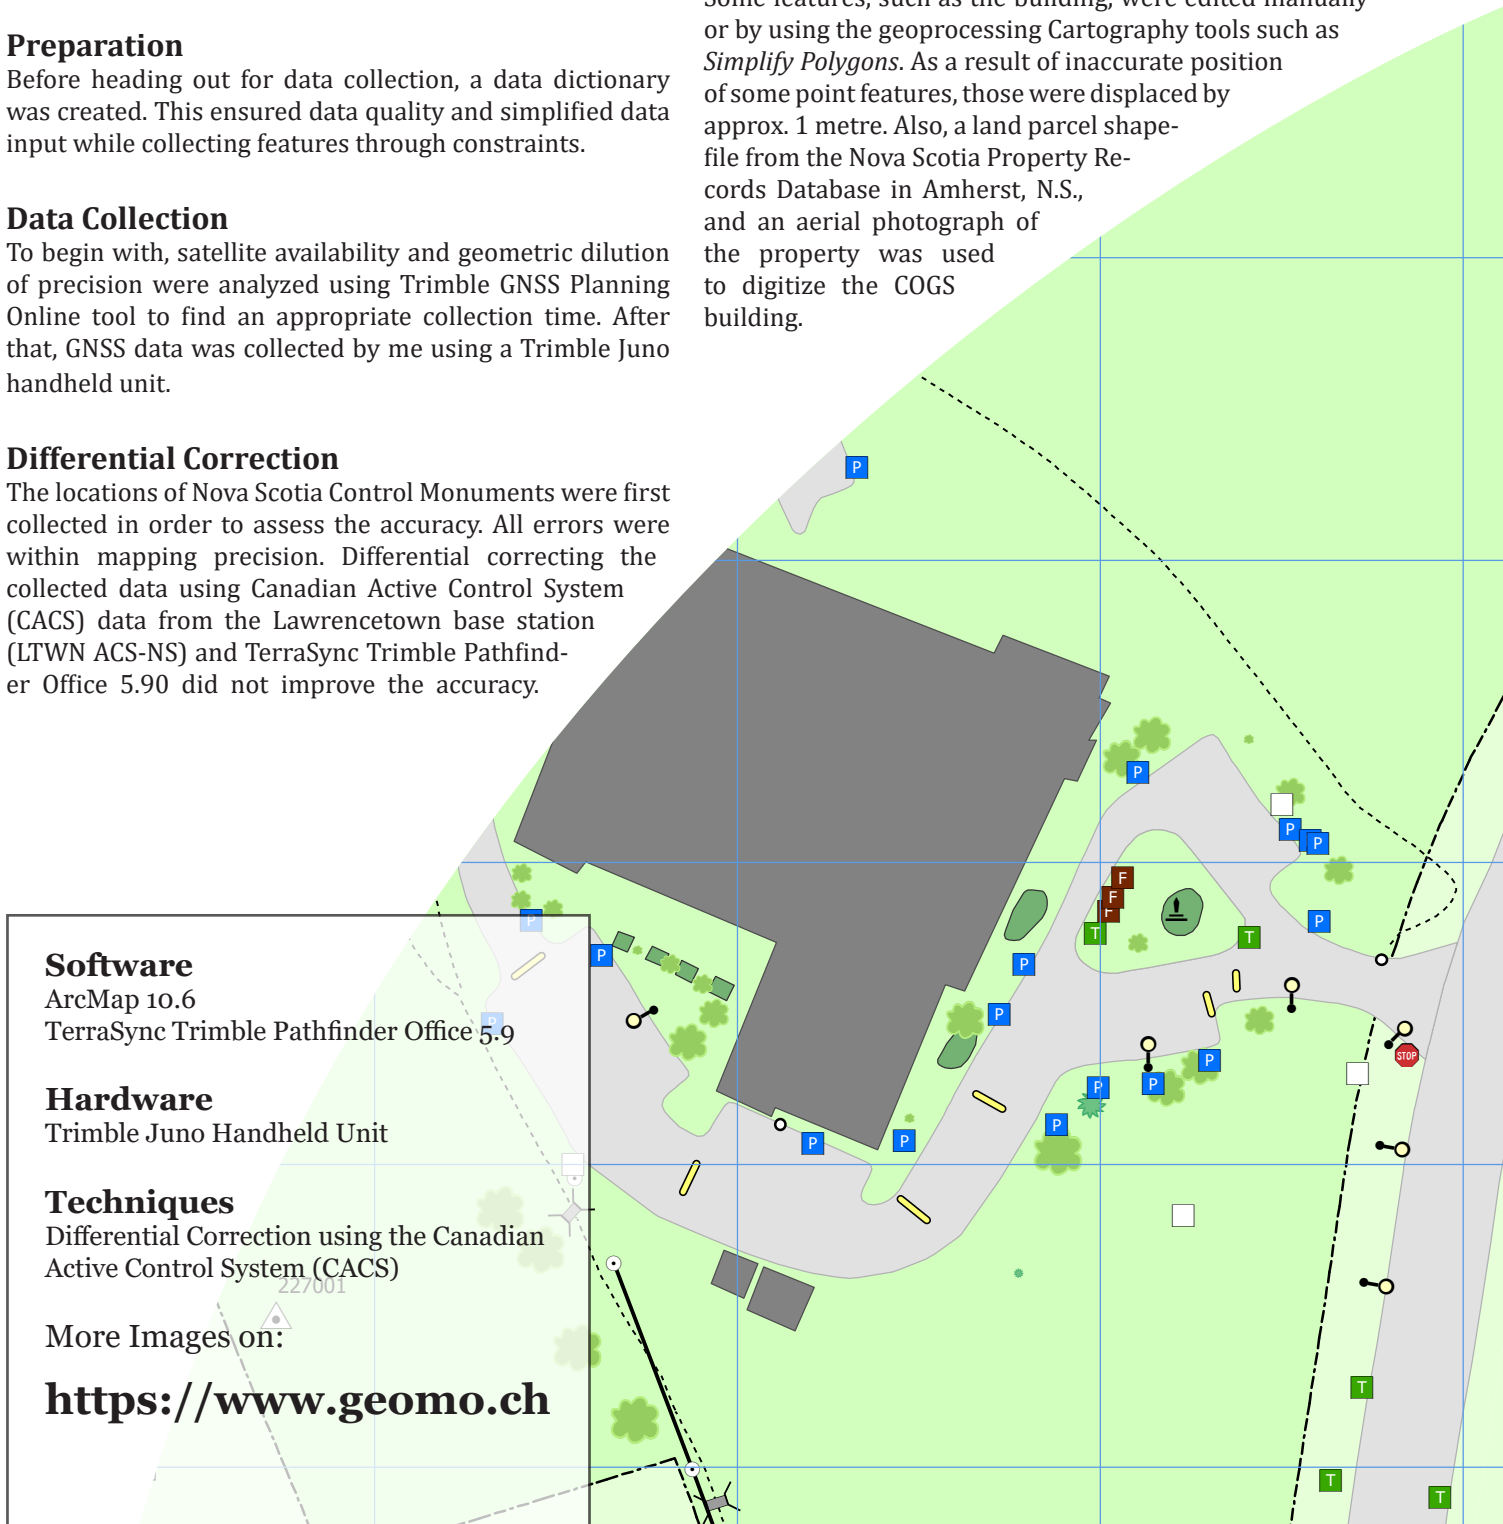 Preparation
Before heading out for data collection, a data dictionary
was created. This ensured data quality and simplified data
input while collecting features through constraints.
Data Collection
To begin with, satellite availability and geometric dilution
of precision were analyzed using Trimble GNSS Planning
Online tool to find an appropriate collection time. After
that, GNSS data was collected by me using a Trimble Juno
handheld unit.
Differential Correction
The locations of Nova Scotia Control Monuments were first
collected in order to assess the accuracy. All errors were
within mapping precision. Differential correcting the
collected data using Canadian Active Control System
(CACS) data from the Lawrencetown base station
(LTWN ACS-NS) and TerraSync Trimble Pathfind-
er Office 5.90 did not improve the accuracy.
Some features, such as the building, were edited manually
or by using the geoprocessing Cartography tools such as
Simplify Polygons. As a result of inaccurate position
of some point features, those were displaced by
approx. 1 metre. Also, a land parcel shape-
file from the Nova Scotia Property Re-
cords Database in Amherst, N.S.,
and an aerial photograph of
the property was used
to digitize the COGS
building.
P
P
P
P
P
F
F
F
T
T
P
P
P
P
P
P
STOP
P
P
P
P
P
P
P
T
T
T
Software
ArcMap 10.6
TerraSync Trimble Pathfinder Office 5.9
Hardware
Trimble Juno Handheld Unit
Techniques
Differential Correction using the Canadian
Active Control System (CACS)
227001
More Images on:
https://www.geomo.ch